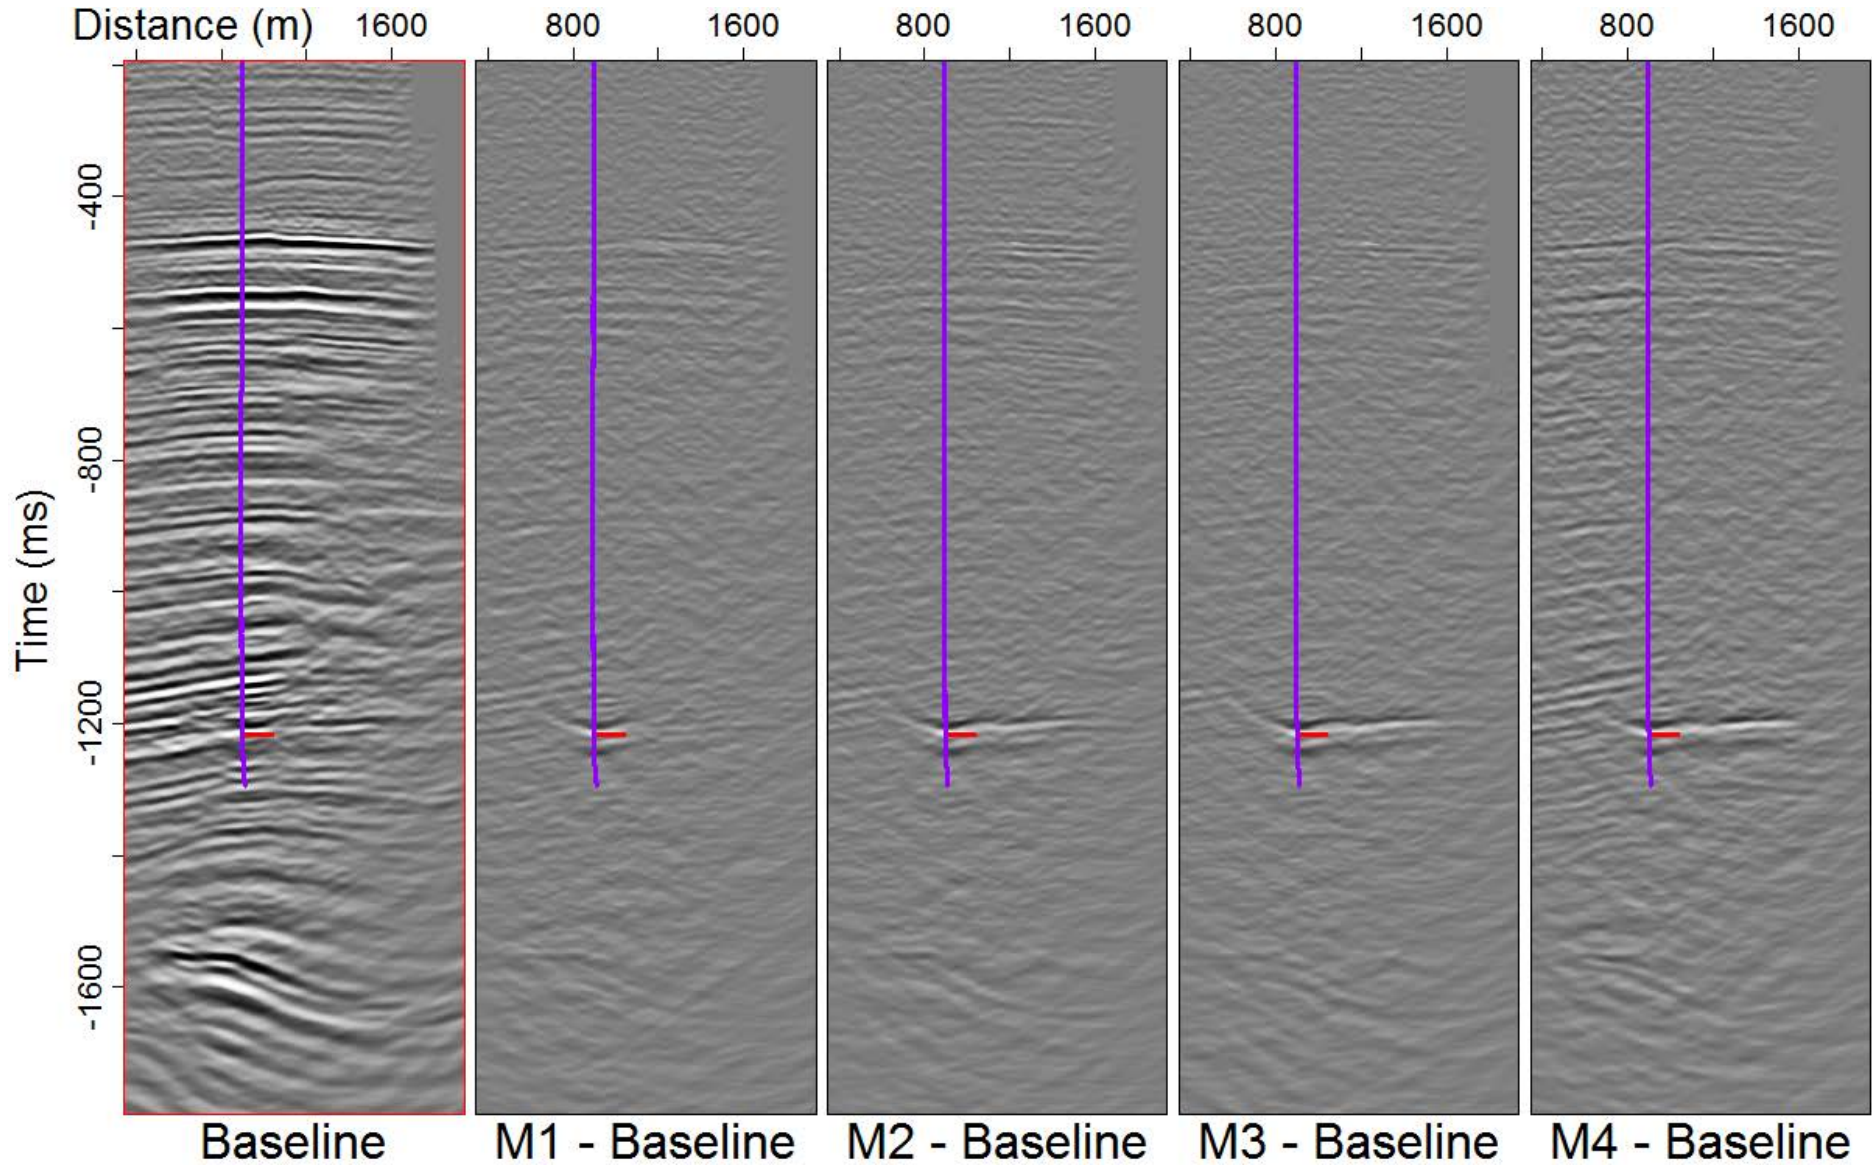 Distance (m) 1600 800 1600 800 1600 800 1600 800 1600
-400
-800
-1200
-1600
Time (ms)
Baseline M1 - Baseline M2 - Baseline M3 - Baseline M4 - Baseline